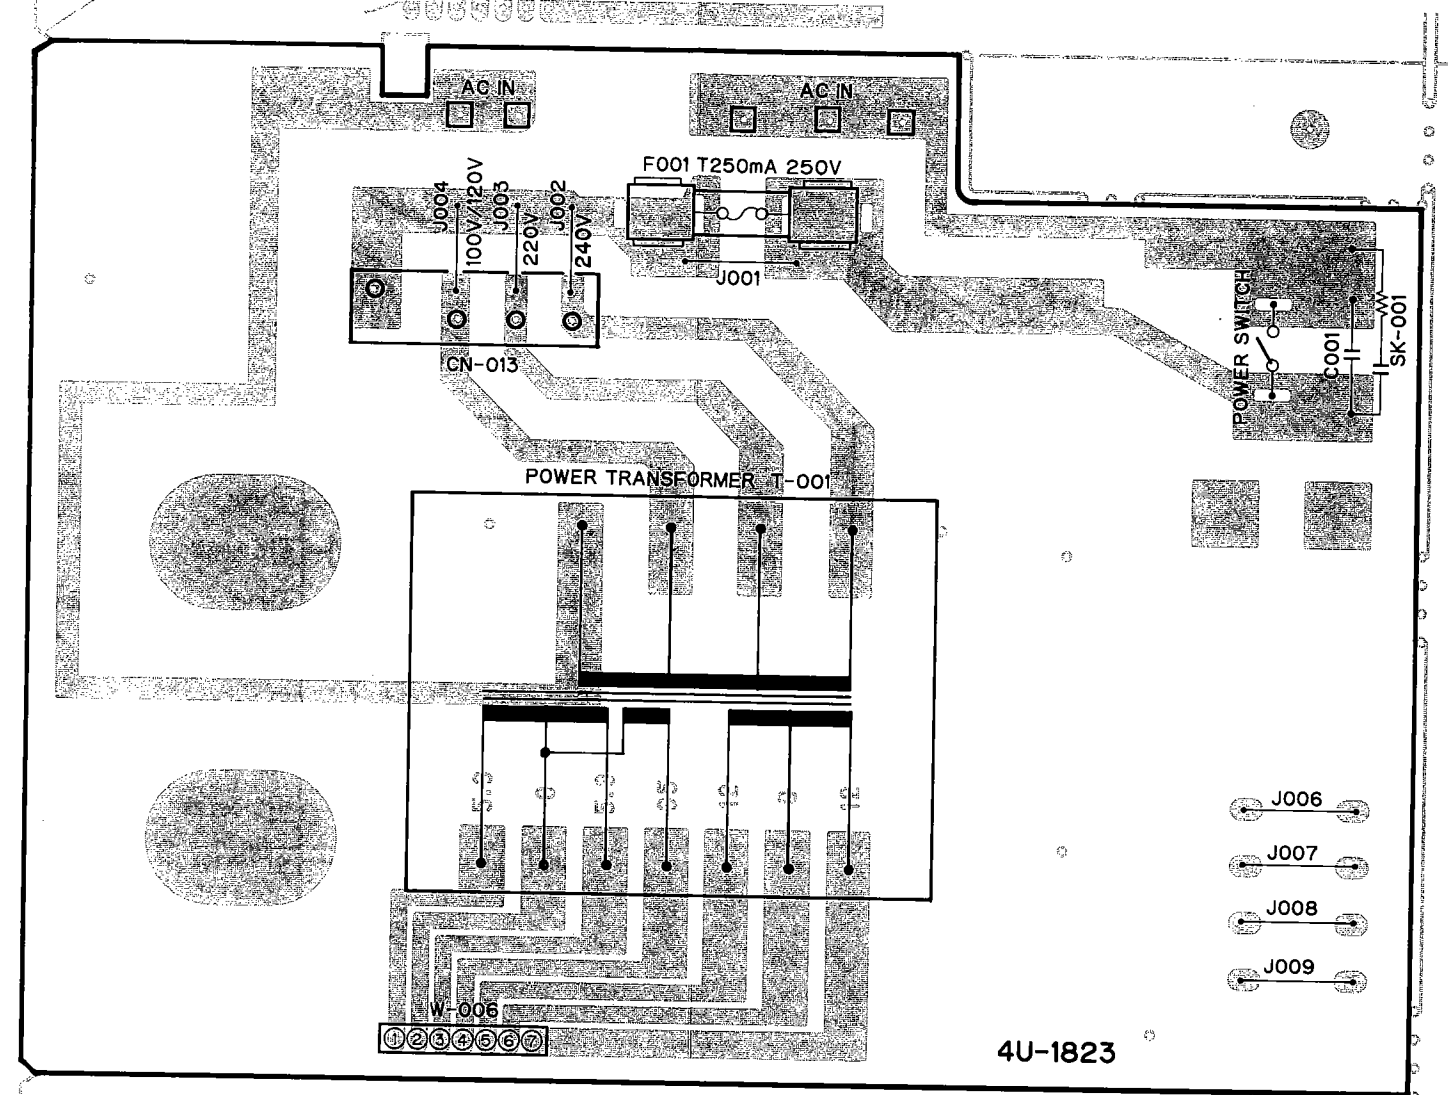 AC IN
AC IN
F001 T250mA 250V
J004
100V/120V
J003
220V
J002
240V
J001
CN-013
POWER SWITCH
C001
SK-001
POWER TRANSFORMER T-001
J006
J007
J008
J009
W-006
1 2 3 4 5 6 7
4U-1823